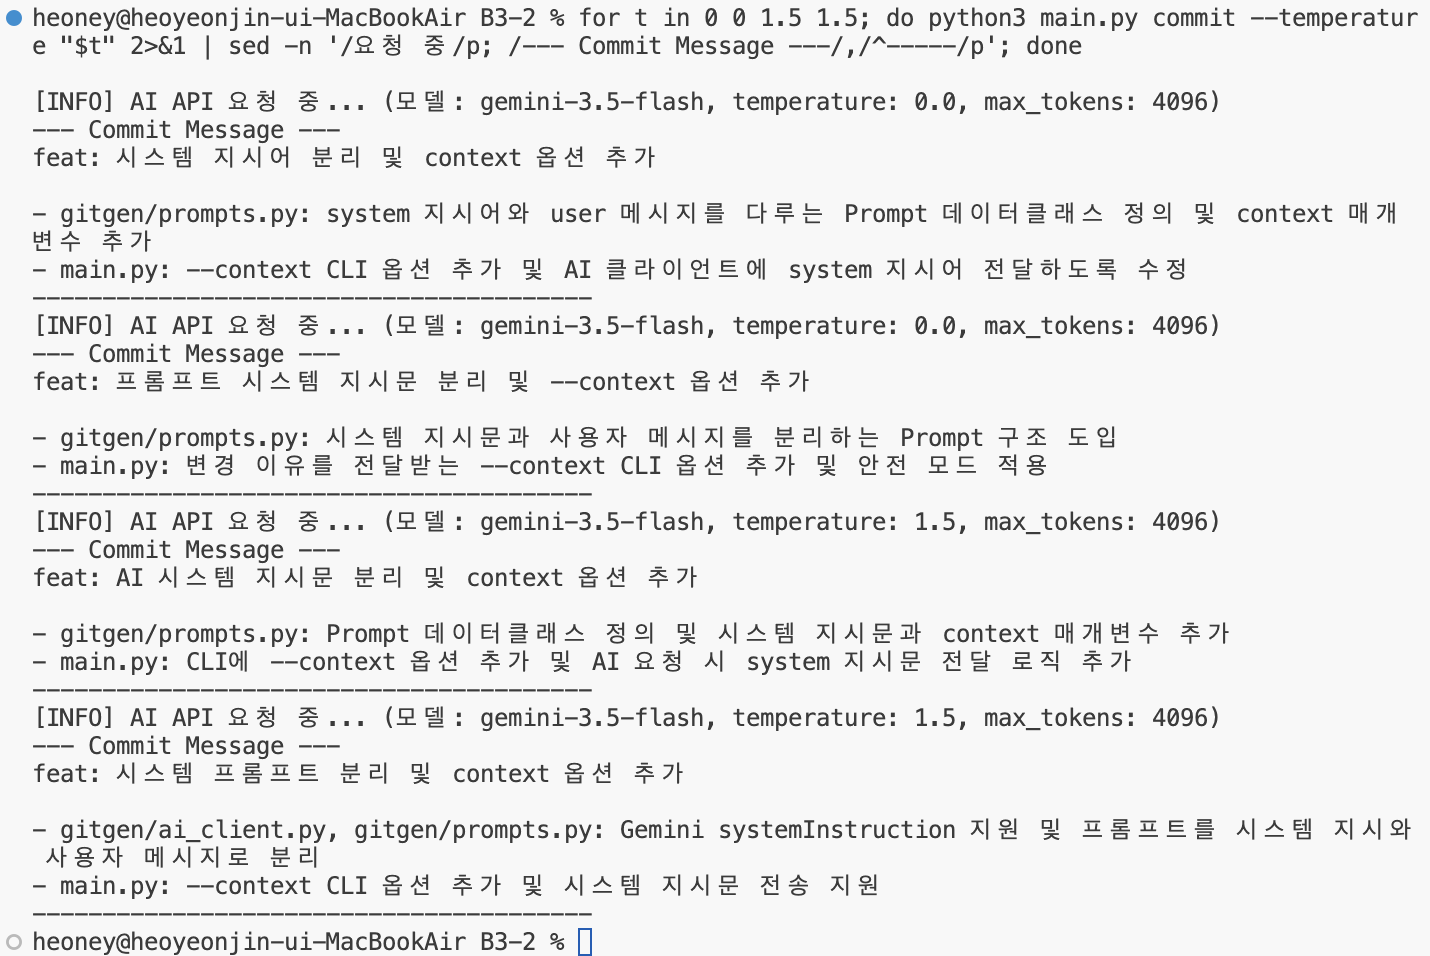 heoney@heoyeonjin-ui-MacBookAir B3-2 % for t in 0 0 1.5 1.5; do python3 main.py commit --temperatur
e "$t" 2>&1 | sed -n '/요청 중/p; /--- Commit Message ---/,/^-----/p'; done
[INFO] AI API 요청 중... (모델: gemini-3.5-flash, temperature: 0.0, max_tokens: 4096)
--- Commit Message ---
feat: 시스템 지시어 분리 및 context 옵션 추가
- gitgen/prompts.py: system 지시어와 user 메시지를 다루는 Prompt 데이터클래스 정의 및 context 매개
변수 추가
- main.py: --context CLI 옵션 추가 및 AI 클라이언트에 system 지시어 전달하도록 수정
----------------------------------------
[INFO] AI API 요청 중... (모델: gemini-3.5-flash, temperature: 0.0, max_tokens: 4096)
--- Commit Message ---
feat: 프롬프트 시스템 지시문 분리 및 --context 옵션 추가
- gitgen/prompts.py: 시스템 지시문과 사용자 메시지를 분리하는 Prompt 구조 도입
- main.py: 변경 이유를 전달받는 --context CLI 옵션 추가 및 안전 모드 적용
----------------------------------------
[INFO] AI API 요청 중... (모델: gemini-3.5-flash, temperature: 1.5, max_tokens: 4096)
--- Commit Message ---
feat: AI 시스템 지시문 분리 및 context 옵션 추가
- gitgen/prompts.py: Prompt 데이터클래스 정의 및 시스템 지시문과 context 매개변수 추가
- main.py: CLI에 --context 옵션 추가 및 AI 요청 시 system 지시문 전달 로직 추가
----------------------------------------
[INFO] AI API 요청 중... (모델: gemini-3.5-flash, temperature: 1.5, max_tokens: 4096)
--- Commit Message ---
feat: 시스템 프롬프트 분리 및 context 옵션 추가
- gitgen/ai_client.py, gitgen/prompts.py: Gemini systemInstruction 지원 및 프롬프트를 시스템 지시와
사용자 메시지로 분리
- main.py: --context CLI 옵션 추가 및 시스템 지시문 전송 지원
----------------------------------------
heoney@heoyeonjin-ui-MacBookAir B3-2 %